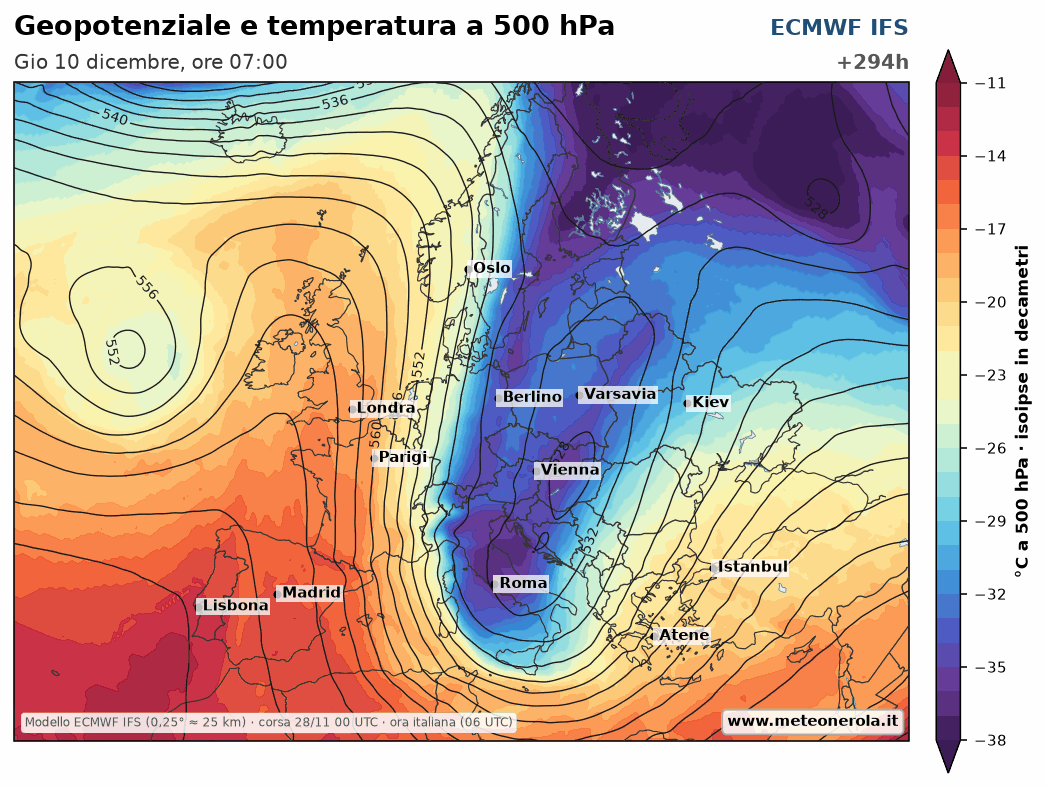 Geopotenziale e temperatura a 500 hPa
ECMWF IFS
Gio 10 dicembre, ore 07:00
+294h
536
540
556
552
528
552
560
532
Oslo
Londra
Berlino
Varsavia
Kiev
Parigi
Vienna
Roma
Istanbul
Madrid
Lisbona
Atene
−11
−14
−17
−20
−23
−26
−29
−32
−35
−38
°C a 500 hPa · isoipse in decametri
Modello ECMWF IFS (0,25° ≈ 25 km) · corsa 28/11 00 UTC · ora italiana (06 UTC)
www.meteonerola.it